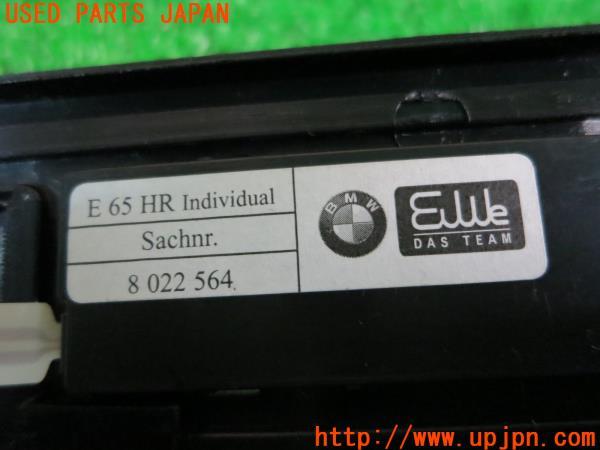 USED PARTS JAPAN
E 65 HR Individual
Sachnr.
8 022 564
BMW
EWe
DAS TEAM
http://www.upjpn.com